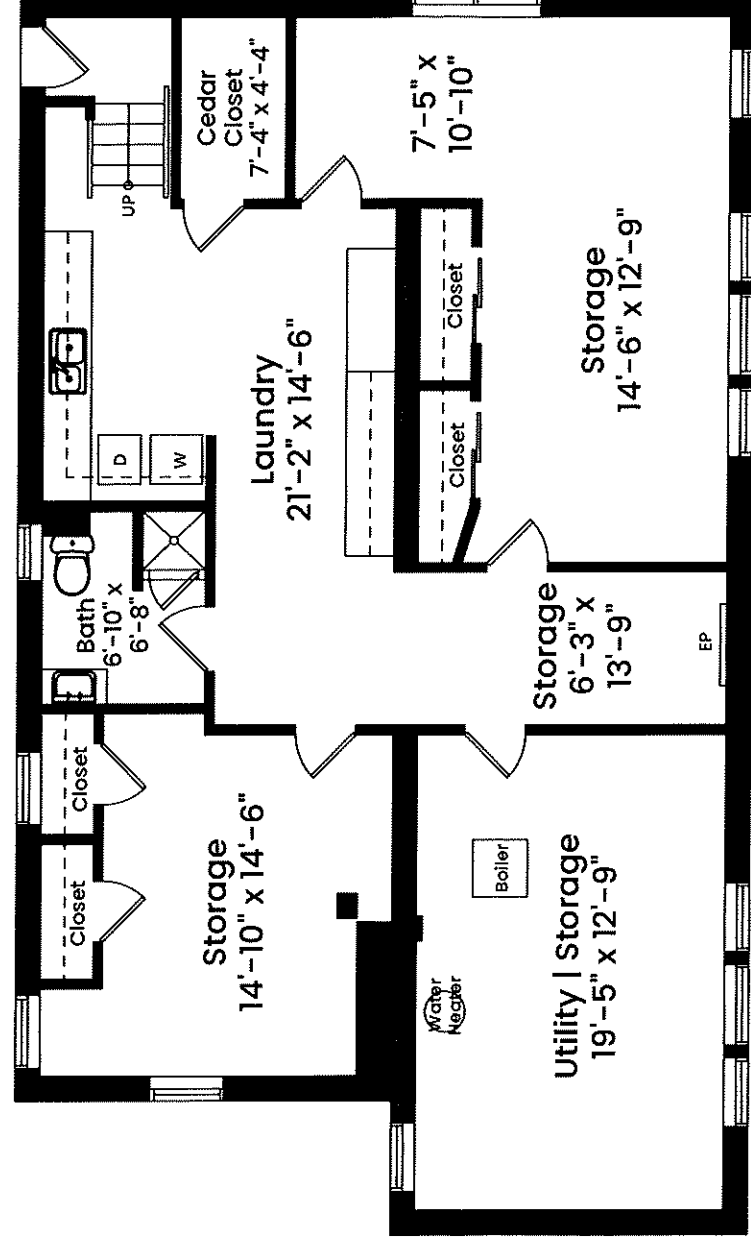 Cedar
Closet
7'-4" x 4'-4"
7'-5" x
10'-10"
UP
Closet
Storage
14'-6" x 12'-9"
Laundry
21'-2" x 14'-6"
D
W
Closet
Bath
6'-10" x
6'-8"
Storage
6'-3" x
13'-9"
EP
Closet
Closet
Storage
14'-10" x 14'-6"
Boiler
Water
Heater
Utility | Storage
19'-5" x 12'-9"